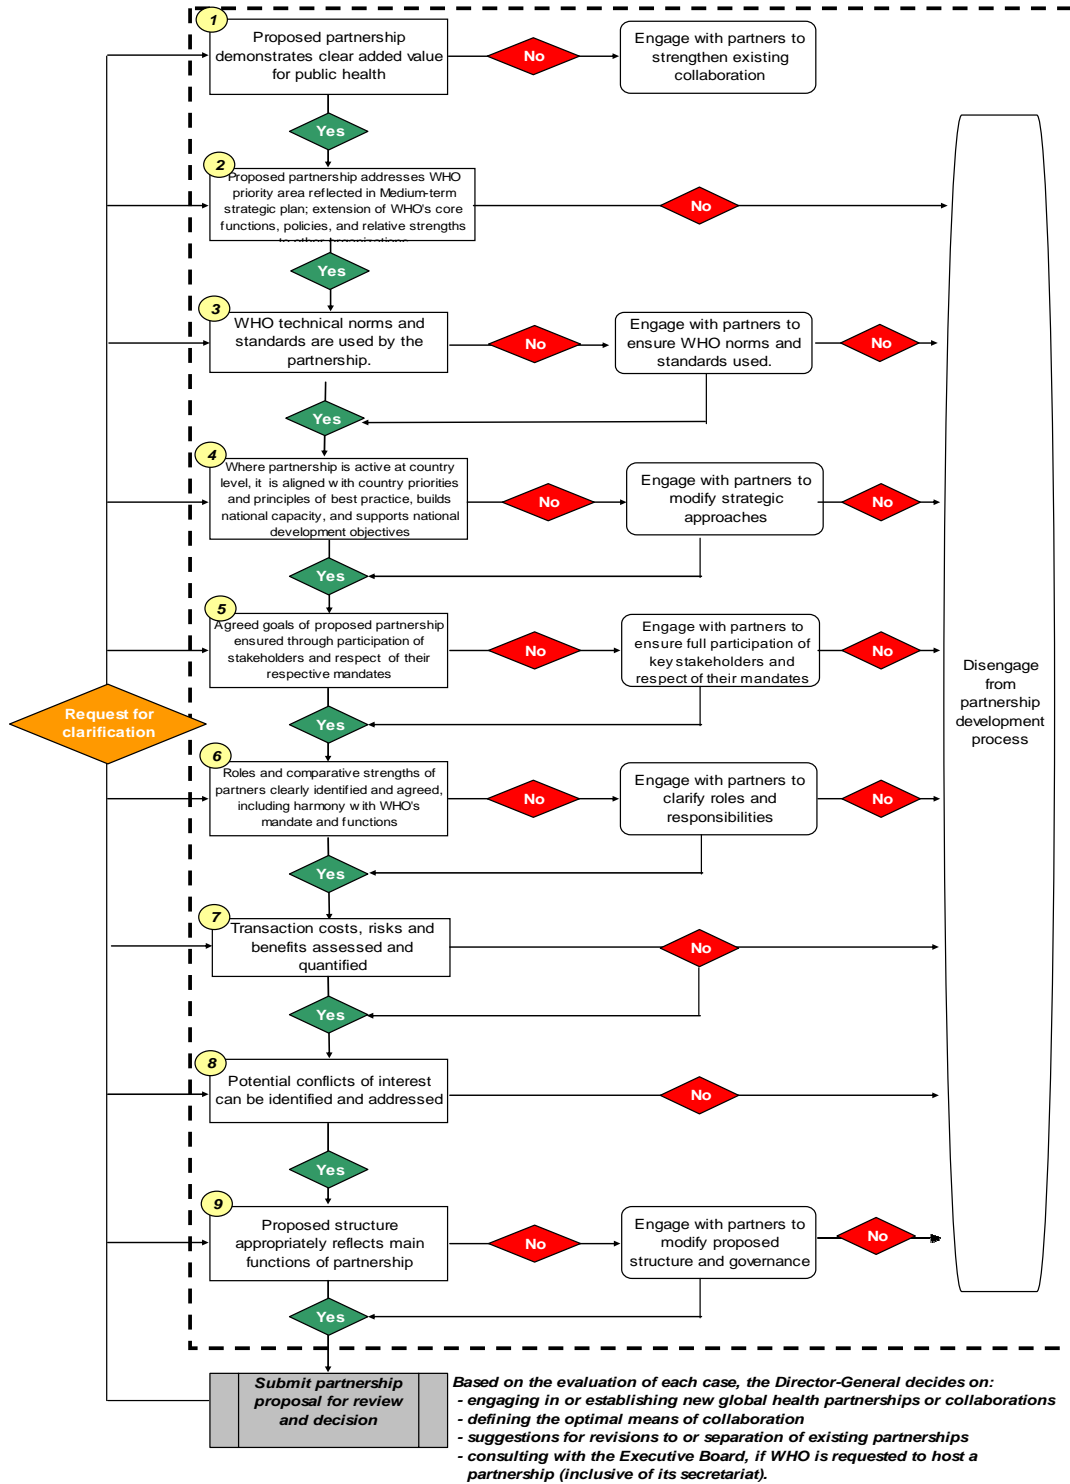 1
Proposed partnership
demonstrates clear added value
for public health
No
Engage with partners to
strengthen existing
collaboration
Yes
2
Proposed partnership addresses WHO
priority area reflected in Medium-term
strategic plan; extension of WHO's core
functions, policies, and relative strengths
to other organizations
No
Yes
3
WHO technical norms and
standards are used by the
partnership.
No
Engage with partners to
ensure WHO norms and
standards used.
No
Yes
4
Where partnership is active at country
level, it is aligned with country priorities
and principles of best practice, builds
national capacity, and supports national
development objectives
No
Engage with partners to
modify strategic
approaches
No
Yes
5
Agreed goals of proposed partnership
ensured through participation of
stakeholders and respect of their
respective mandates
No
Engage with partners to
ensure full participation of
key stakeholders and
respect of their mandates
No
Disengage
from
partnership
development
process
Request for
clarification
Yes
6
Roles and comparative strengths of
partners clearly identified and agreed,
including harmony with WHO's
mandate and functions
No
Engage with partners to
clarify roles and
responsibilities
No
Yes
7
Transaction costs, risks and
benefits assessed and
quantified
No
Yes
8
Potential conflicts of interest
can be identified and addressed
No
Yes
9
Proposed structure
appropriately reflects main
functions of partnership
No
Engage with partners to
modify proposed
structure and governance
No
Yes
Submit partnership
proposal for review
and decision
Based on the evaluation of each case, the Director-General decides on:
- engaging in or establishing new global health partnerships or collaborations
- defining the optimal means of collaboration
- suggestions for revisions to or separation of existing partnerships
- consulting with the Executive Board, if WHO is requested to host a
partnership (inclusive of its secretariat).